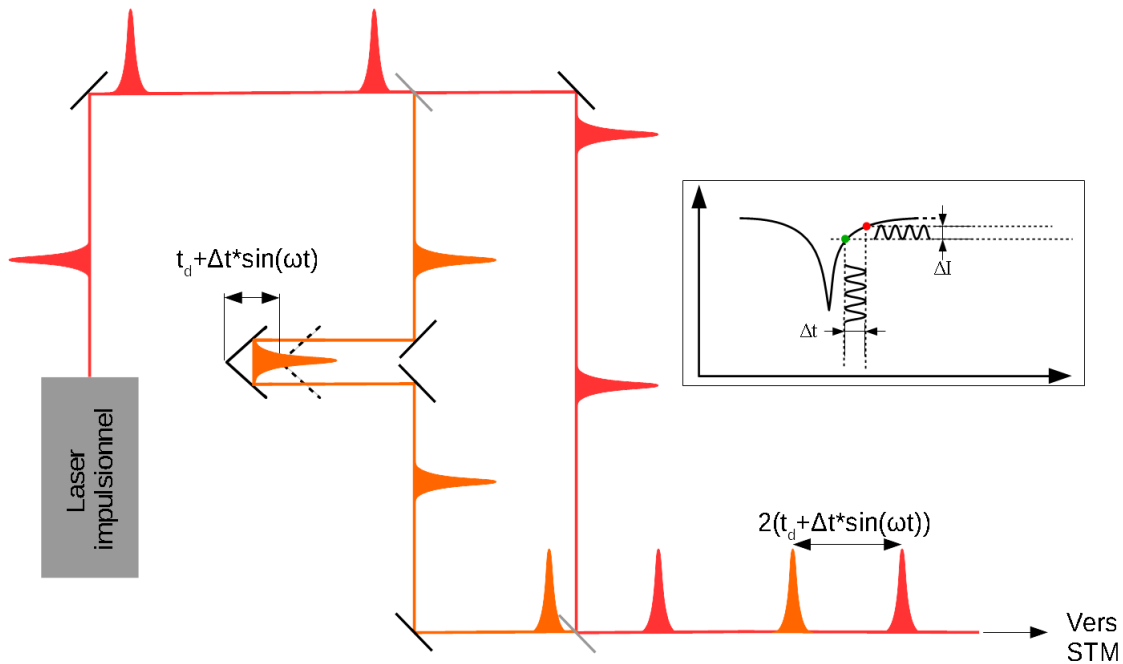 t_d+Δt*sin(ωt)
Laser
impulsionnel
ΔI
Δt
2(t_d+Δt*sin(ωt))
Vers
STM